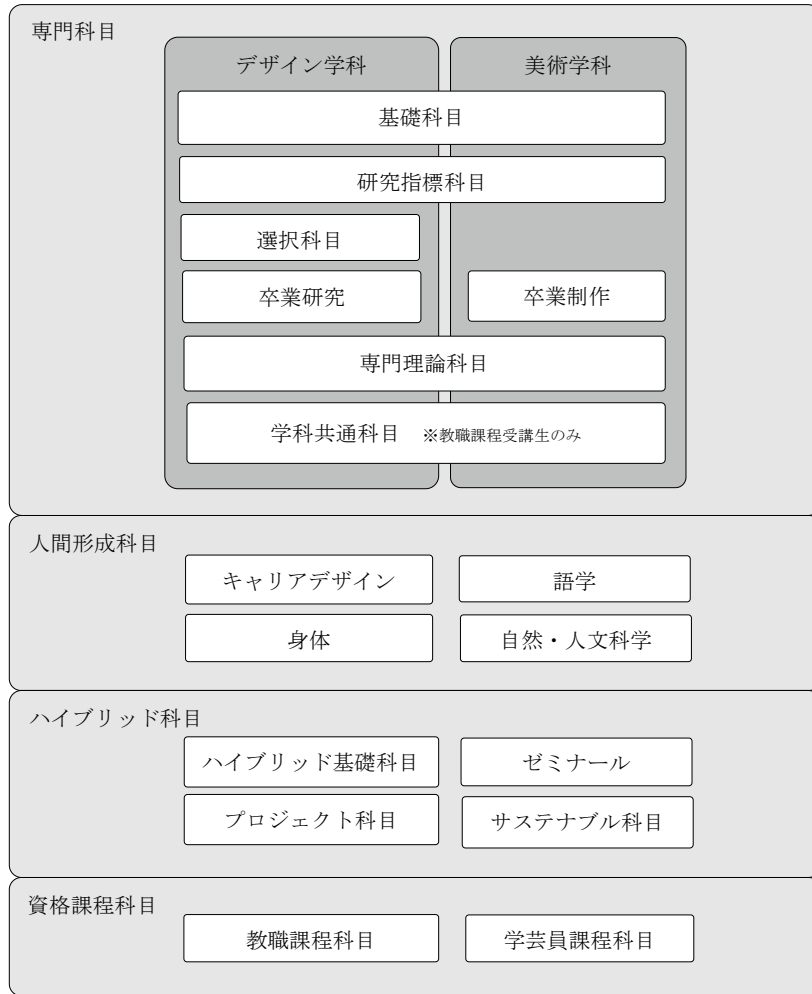 専門科目
デザイン学科
美術学科
基礎科目
研究指標科目
選択科目
卒業研究
卒業制作
専門理論科目
学科共通科目 ※教職課程受講生のみ
人間形成科目
キャリアデザイン
語学
身体
自然・人文科学
ハイブリッド科目
ハイブリッド基礎科目
ゼミナール
プロジェクト科目
サステナブル科目
資格課程科目
教職課程科目
学芸員課程科目